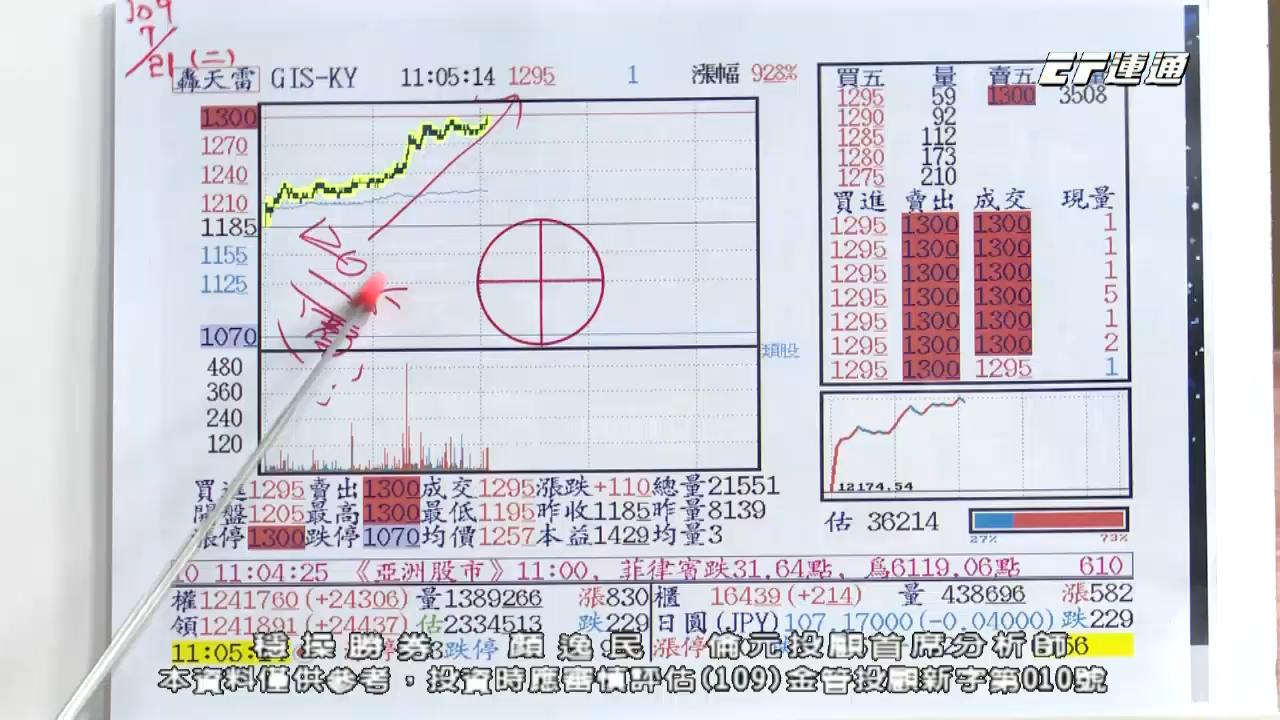 109
7/21(二)
轟天雷 GIS-KY 11:05:14 1295 1 漲幅 928%
EF運通
買五 量 賣五
1295 59 1300 3508
1290 92
1285 112
1280 173
1275 210
買進 賣出 成交 現量
1295 1300 1300 1
1295 1300 1300 1
1295 1300 1300 1
1295 1300 1300 5
1295 1300 1300 1
1295 1300 1300 2
1295 1300 1295 1
1300
1270
1240
1210
1185
1155
1125
1070
480
360
240
120
12174.54
估 36214
27% 73%
買進1295賣出1300成交1295漲跌+110總量21551
開盤1205最高1300最低1195昨收1185昨量8139
漲停1300跌停1070均價1257本益1429均量3
0 11:04:25 《亞洲股市》11:00, 菲律賓跌31.64點, 為6119.06點 610
權1241760(+24306)量1389266 漲830 櫃 16439(+214) 量 438696 漲582
領1241891(+24437)估2334513 跌229 日圓(JPY)107.17000(-0.04000)跌229
11:05:14 跌停 漲停 56
穩操勝券 顏逸民 倫元投顧首席分析師
本資料僅供參考，投資時應審慎評估(109)金管投顧新字第010號